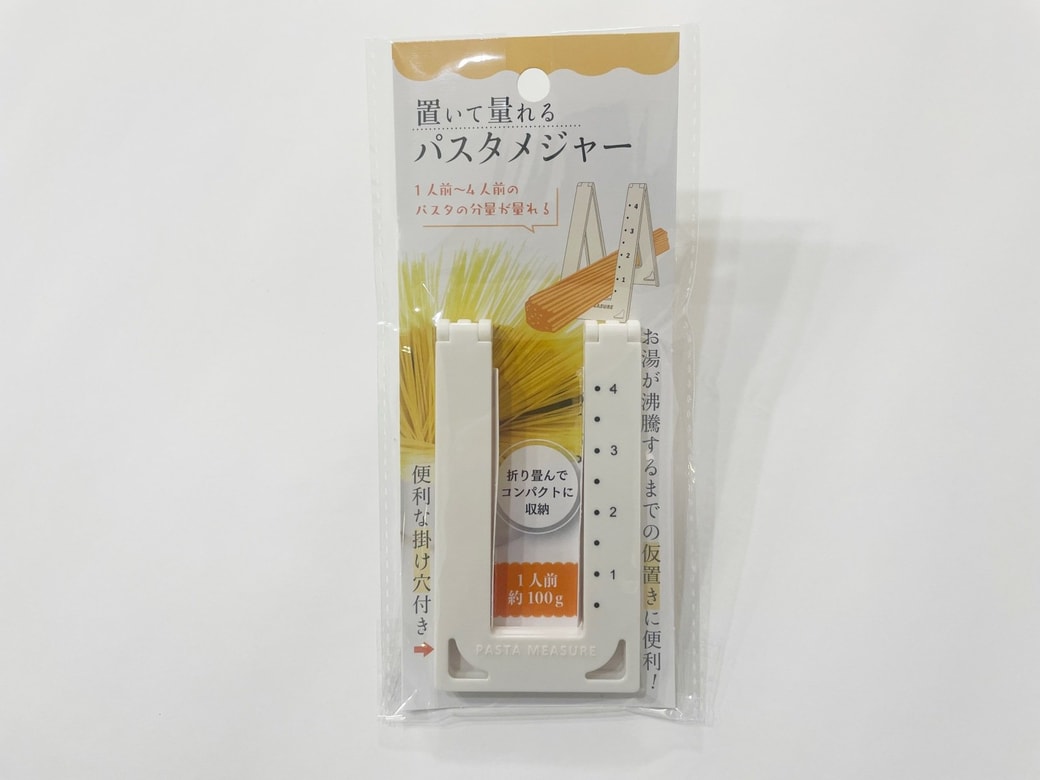 置いて量れる
パスタメジャー
1人前〜4人前の
パスタの分量が量れる
4
3
2
1
お湯が沸騰するまでの仮置きに便利!
4
3
2
1
折り畳んで
コンパクトに
収納
1人前
約100g
便利な掛け穴付き
PASTA MEASURE